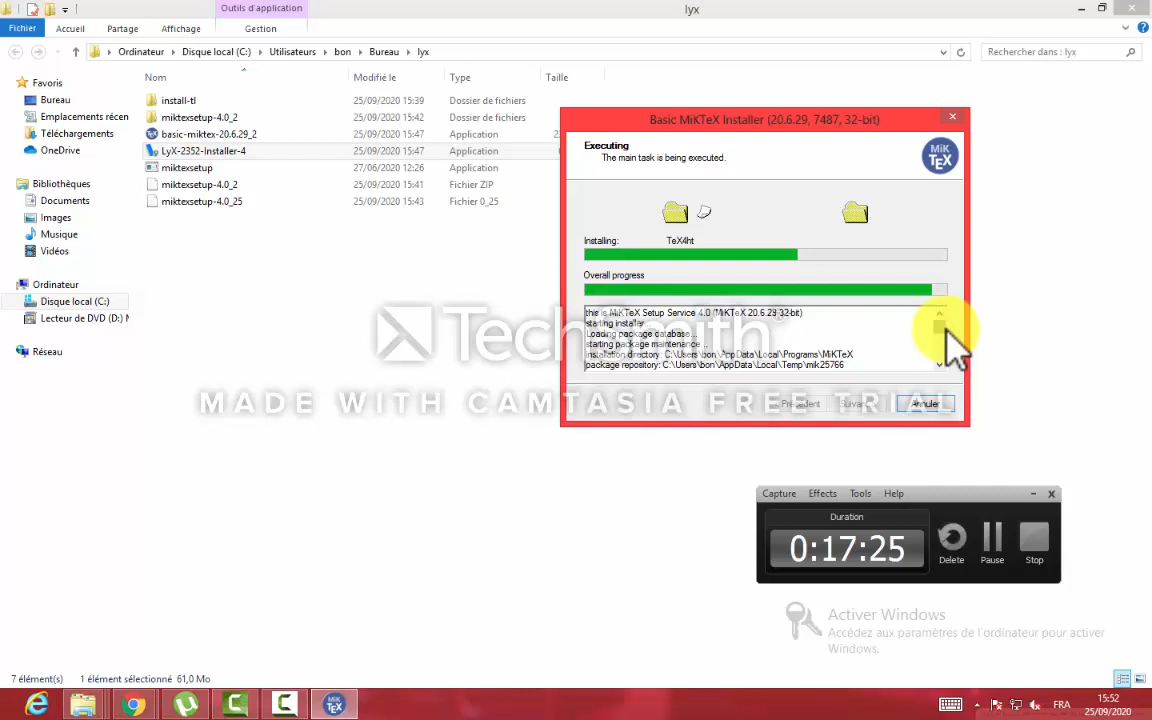 Outils d'application
lyx
Fichier Accueil Partage Affichage Gestion
Ordinateur Disque local (C:) Utilisateurs bon Bureau lyx
Rechercher dans : lyx
Nom Modifié le Type Taille
Favoris
Bureau
Emplacements récen
Téléchargements
OneDrive
Bibliothèques
Documents
Images
Musique
Vidéos
Ordinateur
Disque local (C:)
Lecteur de DVD (D:)
Réseau
install-tl 25/09/2020 15:39 Dossier de fichiers
miktexsetup-4.0_2 25/09/2020 15:42 Dossier de fichiers
basic-miktex-20.6.29_2 25/09/2020 15:47 Application
LyX-2352-Installer-4 25/09/2020 15:47 Application
miktexsetup 27/06/2020 12:26 Application
miktexsetup-4.0_2 25/09/2020 15:41 Fichier ZIP
miktexsetup-4.0_25 25/09/2020 15:43 Fichier 0_25
Basic MiKTeX Installer (20.6.29, 7487, 32-bit)
Executing
The main task is being executed.
MiK
TEX
Installing: TeX4ht
Overall progress
this is MiKTeX Setup Service 4.0 (MiKTeX 20.6.29 32-bit)
starting installer
Loading package database...
starting package maintenance...
installation directory: C:\Users\bon\AppData\Local\Programs\MiKTeX
package repository: C:\Users\bon\AppData\Local\Temp\mik25766
Précédent Suivant Annuler
TechSmith
MADE WITH CAMTASIA FREE TRIAL
Capture Effects Tools Help
Duration
0:17:25
Delete Pause Stop
Activer Windows
Accédez aux paramètres de l'ordinateur pour activer
Windows.
7 élément(s) 1 élément sélectionné 61,0 Mo
FRA
15:52
25/09/2020